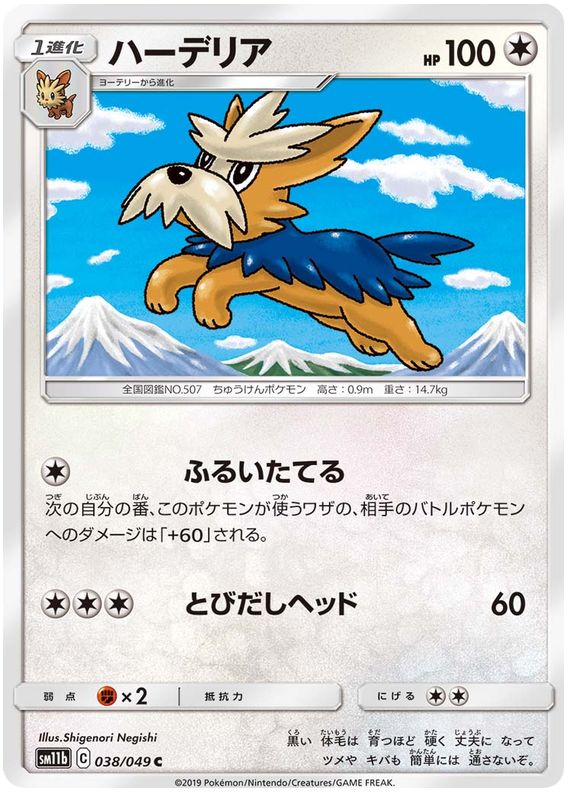 1進化
ハーデリア
HP 100
ヨーテリーから進化
全国図鑑NO.507 ちゅうけんポケモン 高さ:0.9m 重さ:14.7kg
ふるいたてる
次の自分の番、このポケモンが使うワザの、相手のバトルポケモン
へのダメージは「+60」される。
とびだしヘッド 60
弱点 ×2 抵抗力 にげる
Illus.Shigenori Negishi
sm11b C 038/049 C
黒い 体毛は 育つほど 硬く 丈夫に なって
ツメや キバも 簡単には 通さないぞ。
©2019 Pokémon/Nintendo/Creatures/GAME FREAK.